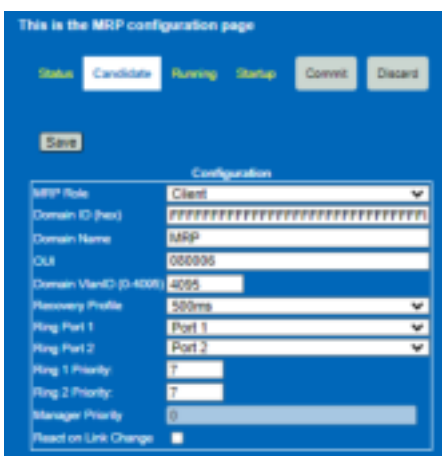 This is the MRP configuration page
Status Candidate Running Startup Commit Discard
Save
Configuration
MRP Role Client
Domain ID (hex) FFFFFFFFFFFFFFFFFFFFFFFFFFFFFFFF
Domain Name MRP
OUI 080006
Domain VlanID (0-4095) 4095
Recovery Profile 500ms
Ring Port 1 Port 1
Ring Port 2 Port 2
Ring 1 Priority: 7
Ring 2 Priority: 7
Manager Priority 0
React on Link Change